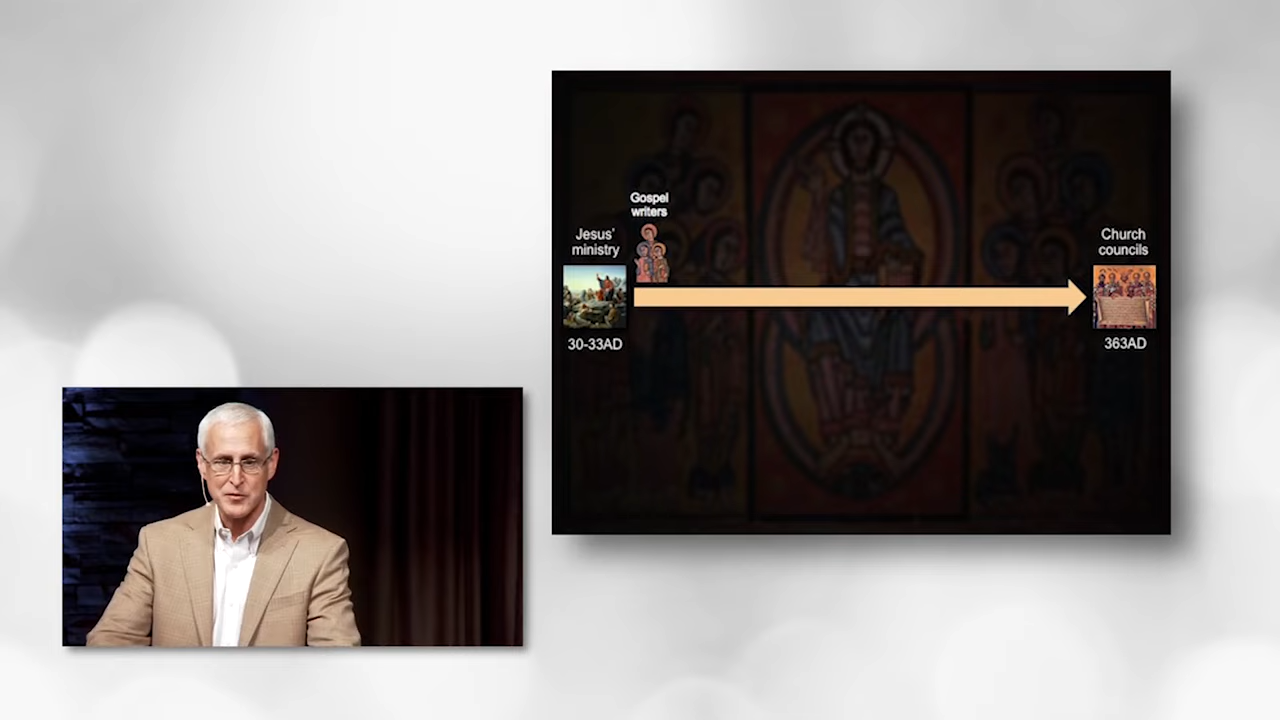 Gospel
writers
Jesus'
ministry
Church
councils
30-33AD
363AD